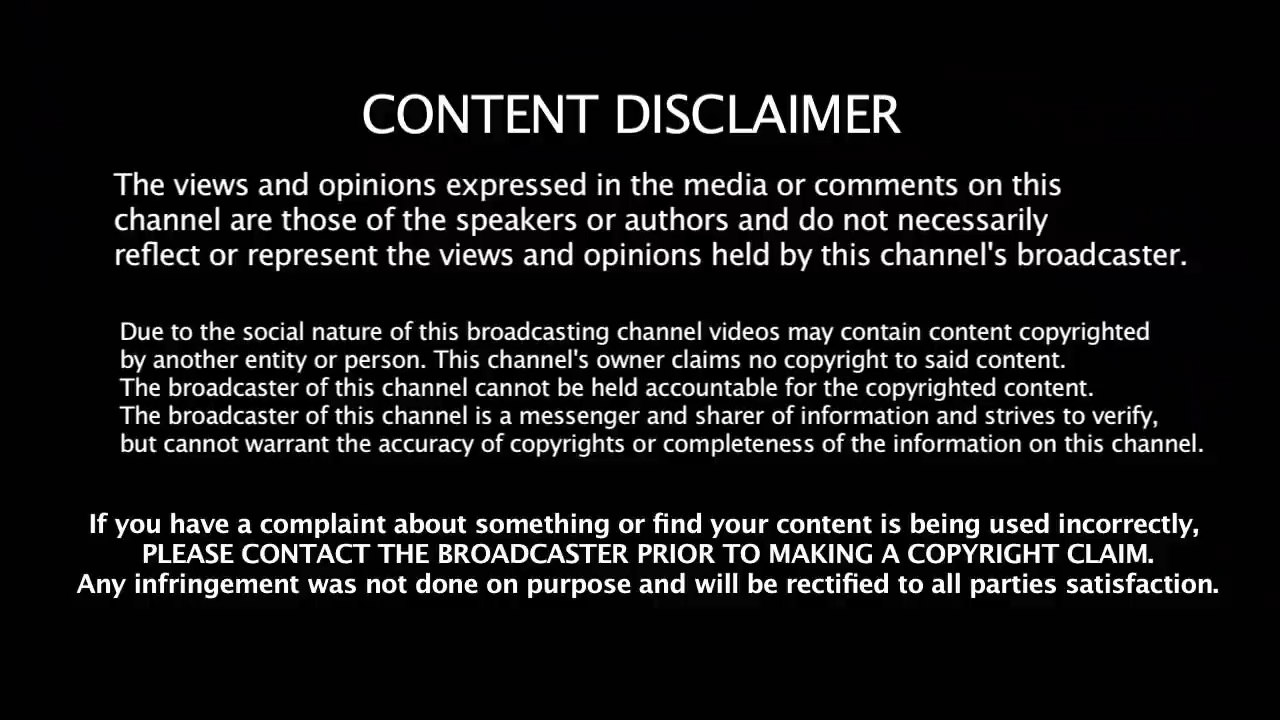 CONTENT DISCLAIMER
The views and opinions expressed in the media or comments on this
channel are those of the speakers or authors and do not necessarily
reflect or represent the views and opinions held by this channel's broadcaster.
Due to the social nature of this broadcasting channel videos may contain content copyrighted
by another entity or person. This channel's owner claims no copyright to said content.
The broadcaster of this channel cannot be held accountable for the copyrighted content.
The broadcaster of this channel is a messenger and sharer of information and strives to verify,
but cannot warrant the accuracy of copyrights or completeness of the information on this channel.
If you have a complaint about something or find your content is being used incorrectly,
PLEASE CONTACT THE BROADCASTER PRIOR TO MAKING A COPYRIGHT CLAIM.
Any infringement was not done on purpose and will be rectified to all parties satisfaction.